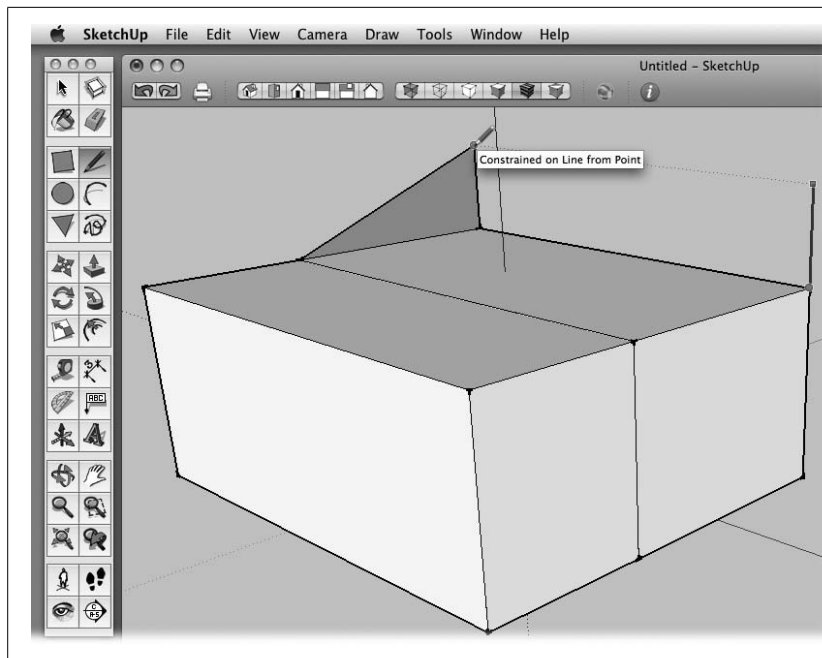 SketchUp File Edit View Camera Draw Tools Window Help
Untitled – SketchUp
Constrained on Line from Point
ABC